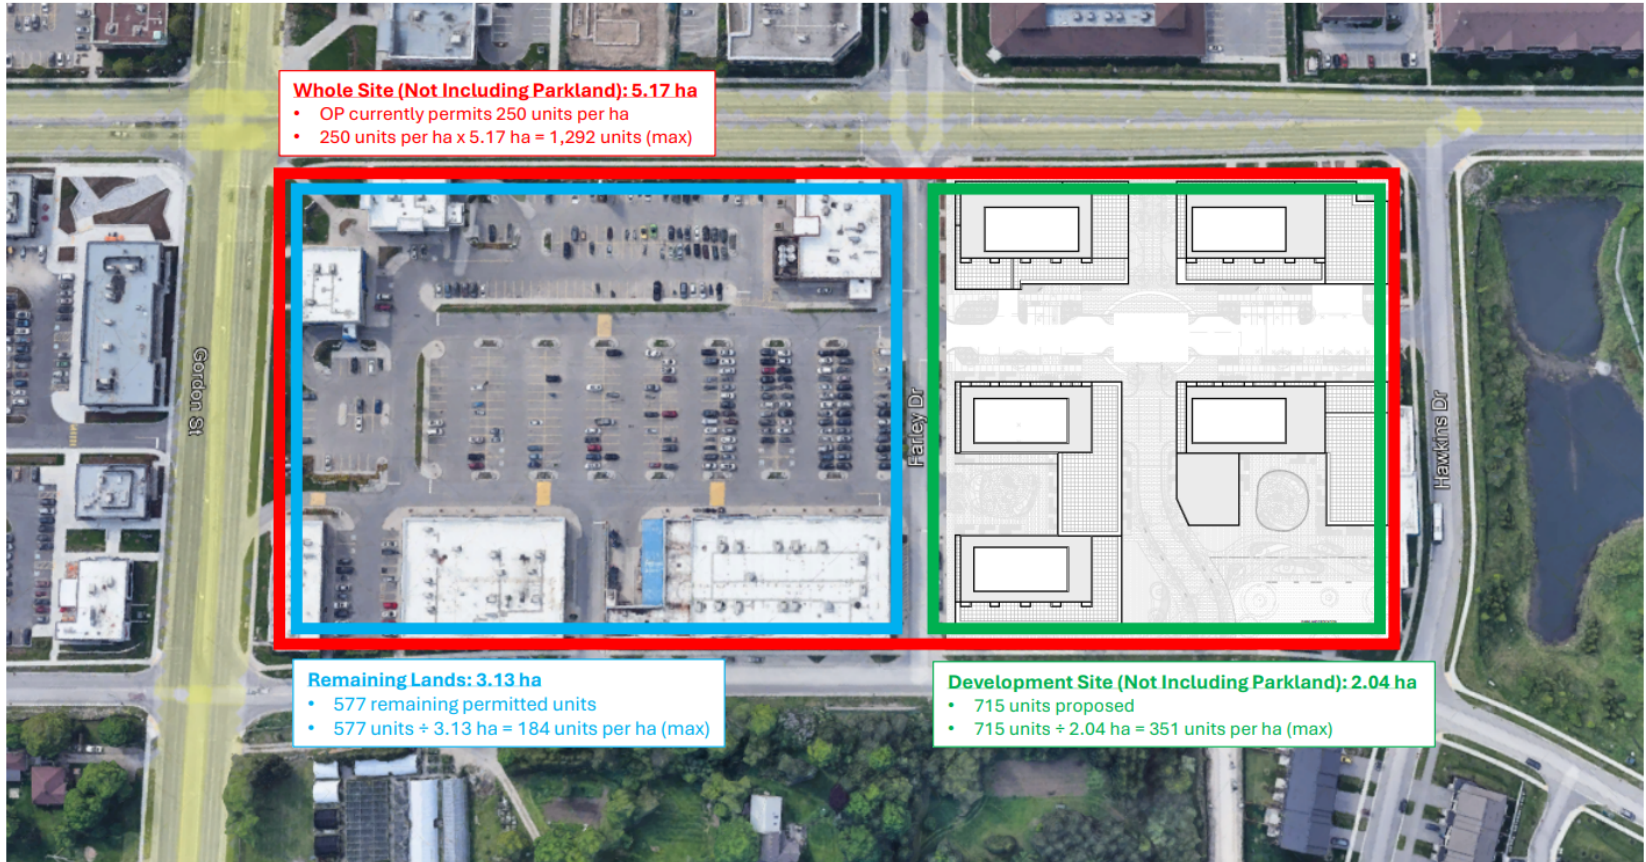 Whole Site (Not Including Parkland): 5.17 ha
• OP currently permits 250 units per ha
• 250 units per ha x 5.17 ha = 1,292 units (max)
Gordon St
Farley Dr
Hawkins Dr
Remaining Lands: 3.13 ha
• 577 remaining permitted units
• 577 units ÷ 3.13 ha = 184 units per ha (max)
Development Site (Not Including Parkland): 2.04 ha
• 715 units proposed
• 715 units ÷ 2.04 ha = 351 units per ha (max)